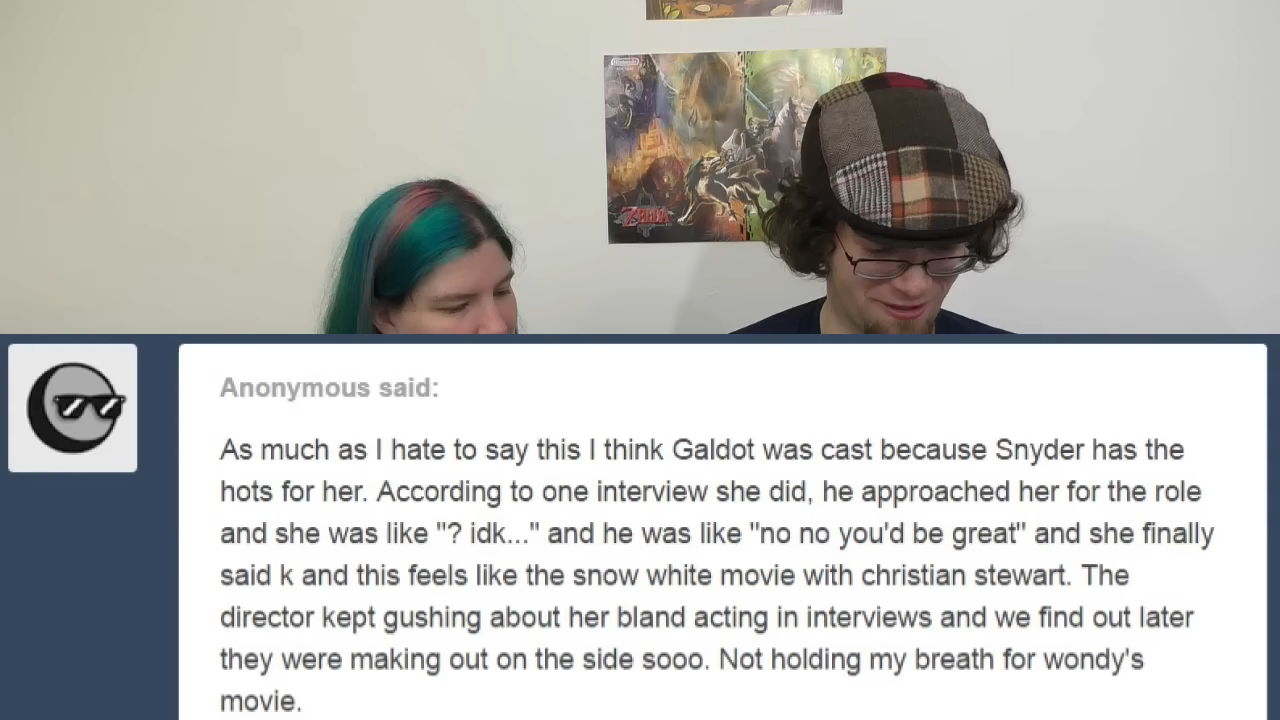 Nintendo
ZELDA
Anonymous said:
As much as I hate to say this I think Galdot was cast because Snyder has the
hots for her. According to one interview she did, he approached her for the role
and she was like "? idk..." and he was like "no no you'd be great" and she finally
said k and this feels like the snow white movie with christian stewart. The
director kept gushing about her bland acting in interviews and we find out later
they were making out on the side sooo. Not holding my breath for wondy's
movie.